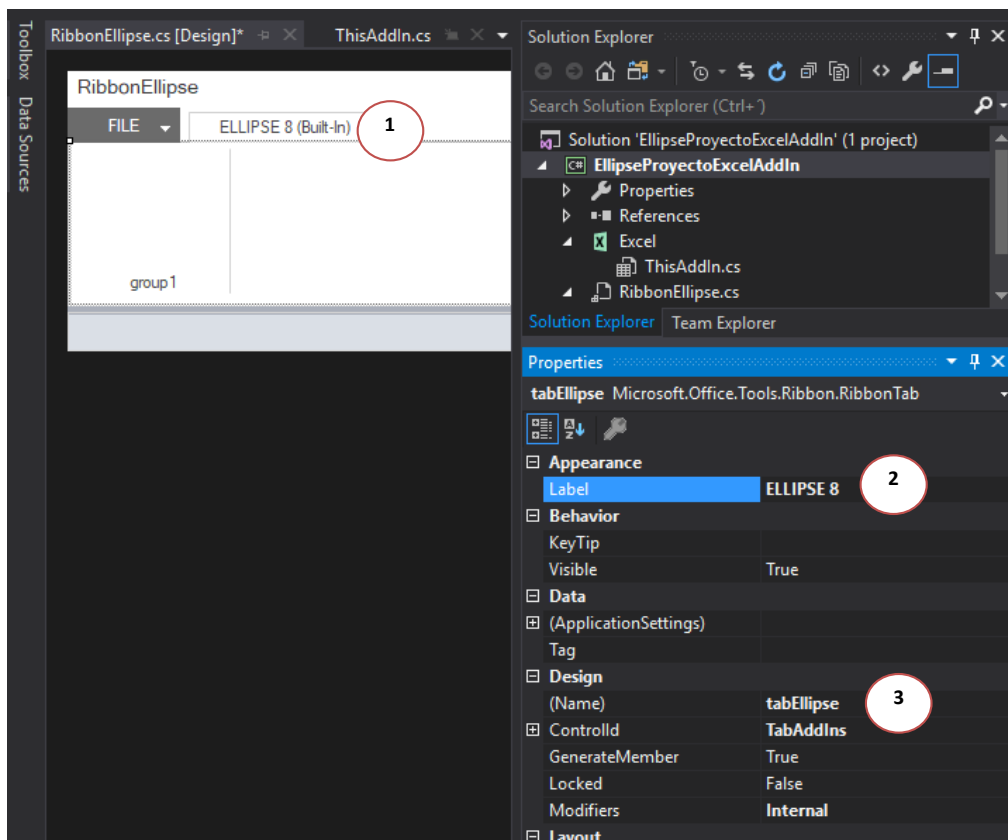 Toolbox
Data Sources
RibbonEllipse.cs [Design]*
ThisAddIn.cs
RibbonEllipse
FILE
ELLIPSE 8 (Built-In)
1
group1
Solution Explorer
Search Solution Explorer (Ctrl+´)
Solution 'EllipseProyectoExcelAddIn' (1 project)
C# EllipseProyectoExcelAddIn
Properties
References
Excel
ThisAddIn.cs
RibbonEllipse.cs
Solution Explorer Team Explorer
Properties
tabEllipse Microsoft.Office.Tools.Ribbon.RibbonTab
Appearance
Label ELLIPSE 8
2
Behavior
KeyTip
Visible True
Data
(ApplicationSettings)
Tag
Design
(Name) tabEllipse
3
ControlId TabAddIns
GenerateMember True
Locked False
Modifiers Internal
Layout